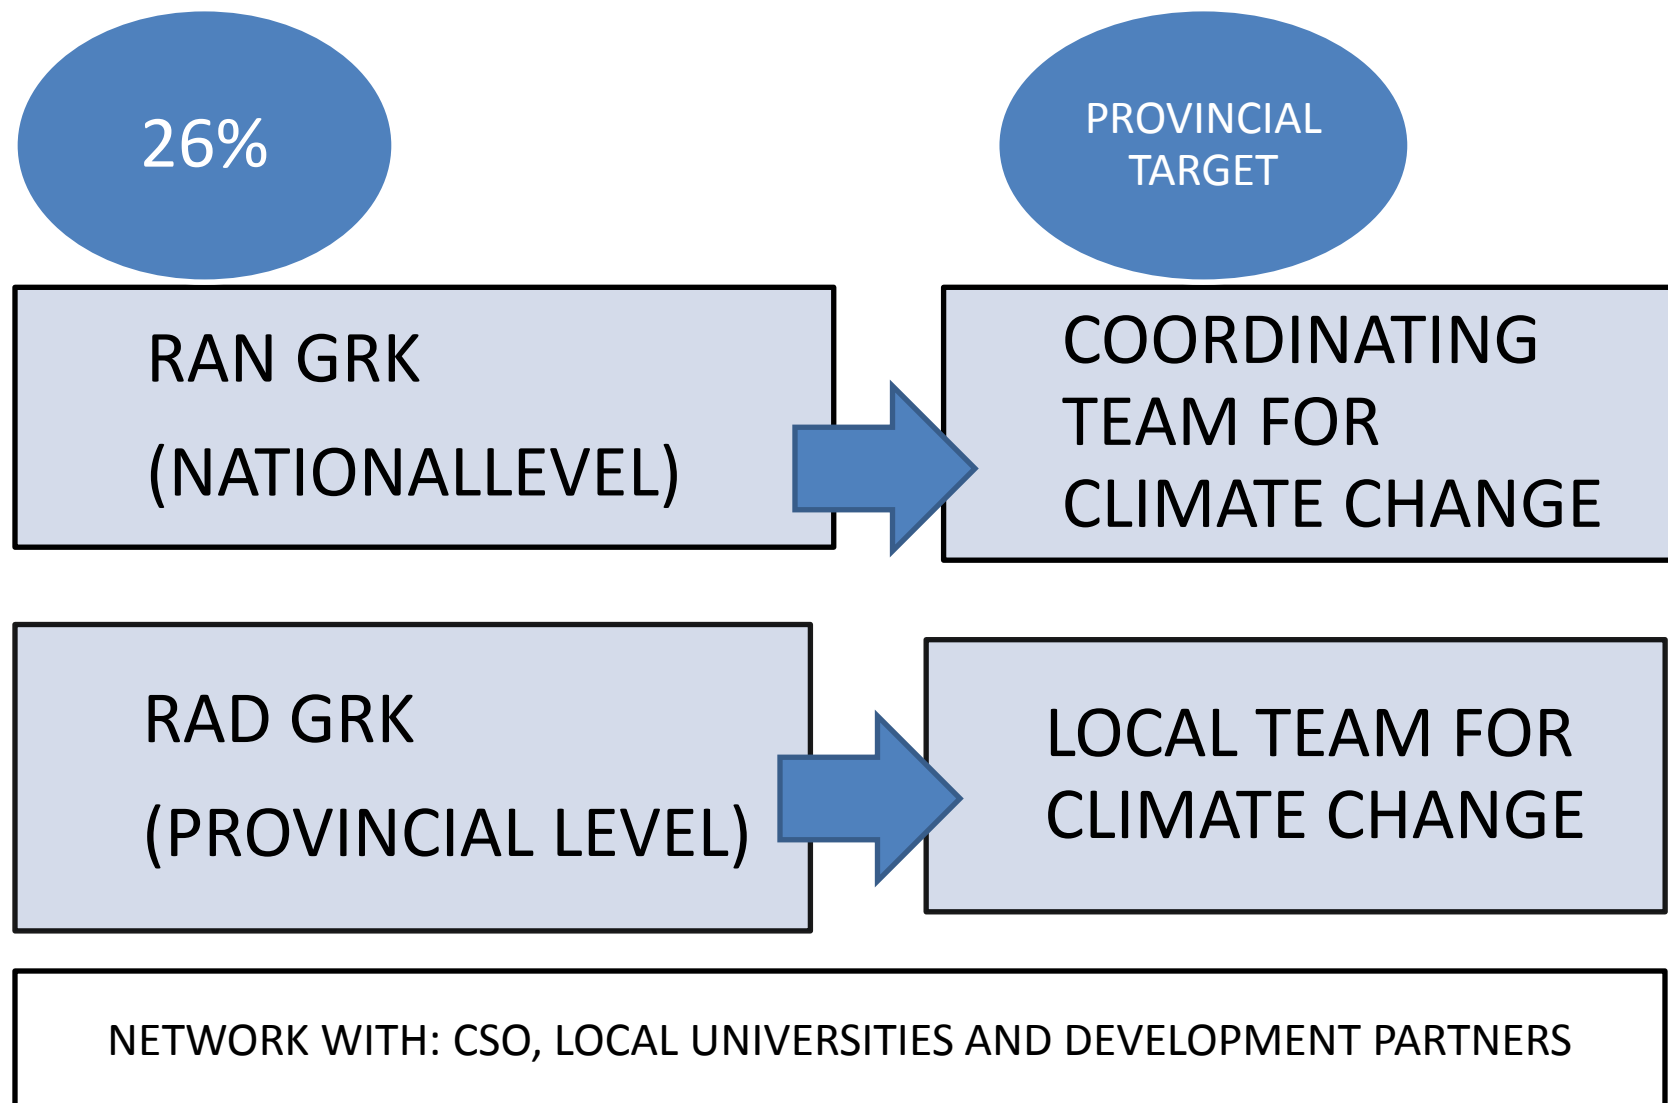 26%
PROVINCIAL
TARGET
RAN GRK
(NATIONALLEVEL)
COORDINATING
TEAM FOR
CLIMATE CHANGE
RAD GRK
(PROVINCIAL LEVEL)
LOCAL TEAM FOR
CLIMATE CHANGE
NETWORK WITH: CSO, LOCAL UNIVERSITIES AND DEVELOPMENT PARTNERS